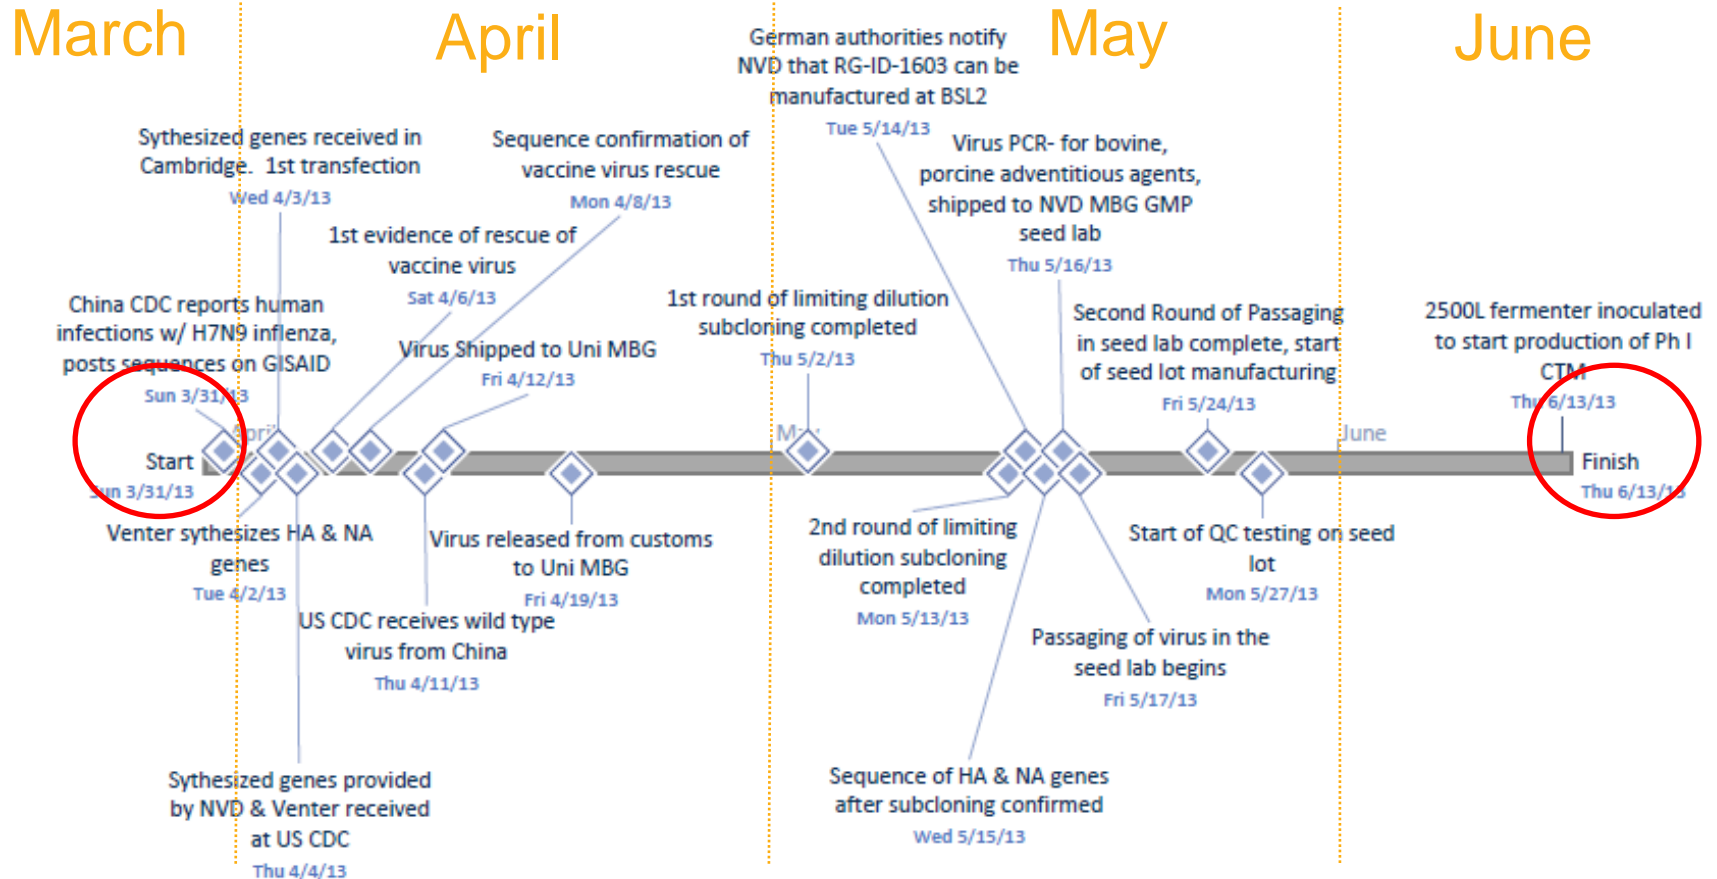 March
April
May
June
German authorities notify
NVD that RG-ID-1603 can be
manufactured at BSL2
Tue 5/14/13
Sythesized genes received in
Cambridge.  1st transfection
Wed 4/3/13
Sequence confirmation of
vaccine virus rescue
Mon 4/8/13
Virus PCR- for bovine,
porcine adventitious agents,
shipped to NVD MBG GMP
seed lab
Thu 5/16/13
1st evidence of rescue of
vaccine virus
Sat 4/6/13
China CDC reports human
infections w/ H7N9 inflenza,
posts sequences on GISAID
Sun 3/31/13
Virus Shipped to Uni MBG
Fri 4/12/13
1st round of limiting dilution
subcloning completed
Thu 5/2/13
Second Round of Passaging
in seed lab complete, start
of seed lot manufacturing
Fri 5/24/13
2500L fermenter inoculated
to start production of Ph I
CTM
Thu 6/13/13
April
May
June
Start
Sun 3/31/13
Finish
Thu 6/13/13
Venter sythesizes HA & NA
genes
Tue 4/2/13
Virus released from customs
to Uni MBG
Fri 4/19/13
2nd round of limiting
dilution subcloning
completed
Mon 5/13/13
Start of QC testing on seed
lot
Mon 5/27/13
US CDC receives wild type
virus from China
Thu 4/11/13
Passaging of virus in the
seed lab begins
Fri 5/17/13
Sythesized genes provided
by NVD & Venter received
at US CDC
Thu 4/4/13
Sequence of HA & NA genes
after subcloning confirmed
Wed 5/15/13